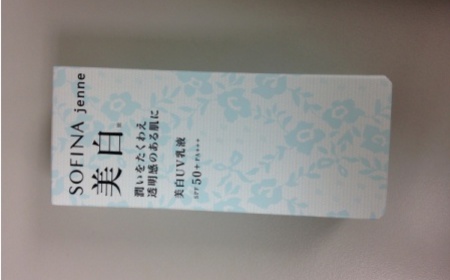 SOFINA jenne
美白※
潤いをたくわえ
透明感のある肌に
美白UV乳液
SPF50+ PA++++